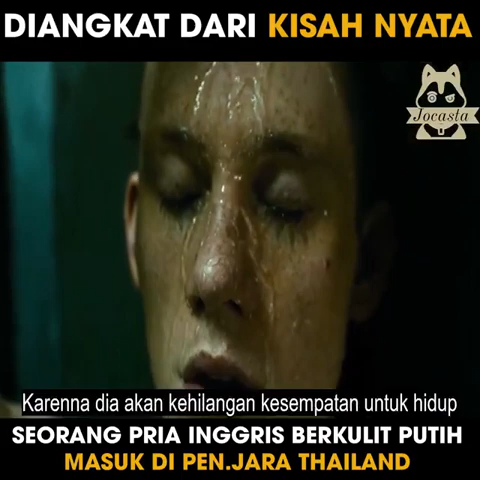 DIANGKAT DARI KISAH NYATA
Jocasta
Karenna dia akan kehilangan kesempatan untuk hidup
SEORANG PRIA INGGRIS BERKULIT PUTIH
MASUK DI PEN.JARA THAILAND